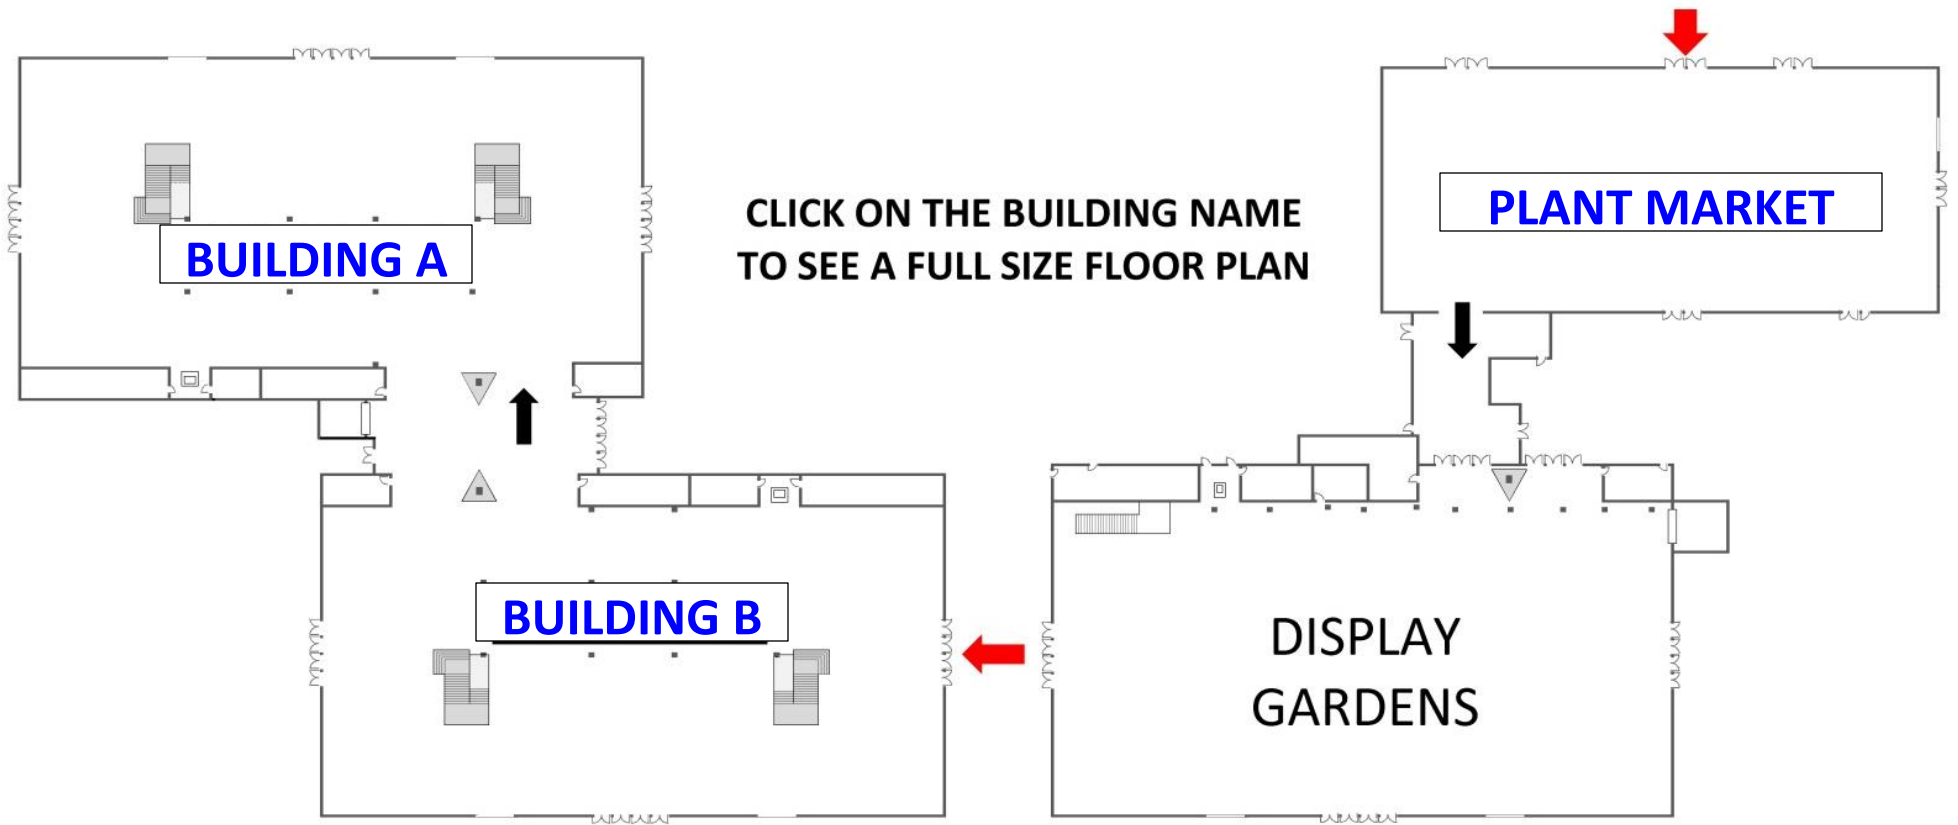 PLANT MARKET
CLICK ON THE BUILDING NAME
TO SEE A FULL SIZE FLOOR PLAN
BUILDING A
BUILDING B
DISPLAY
GARDENS